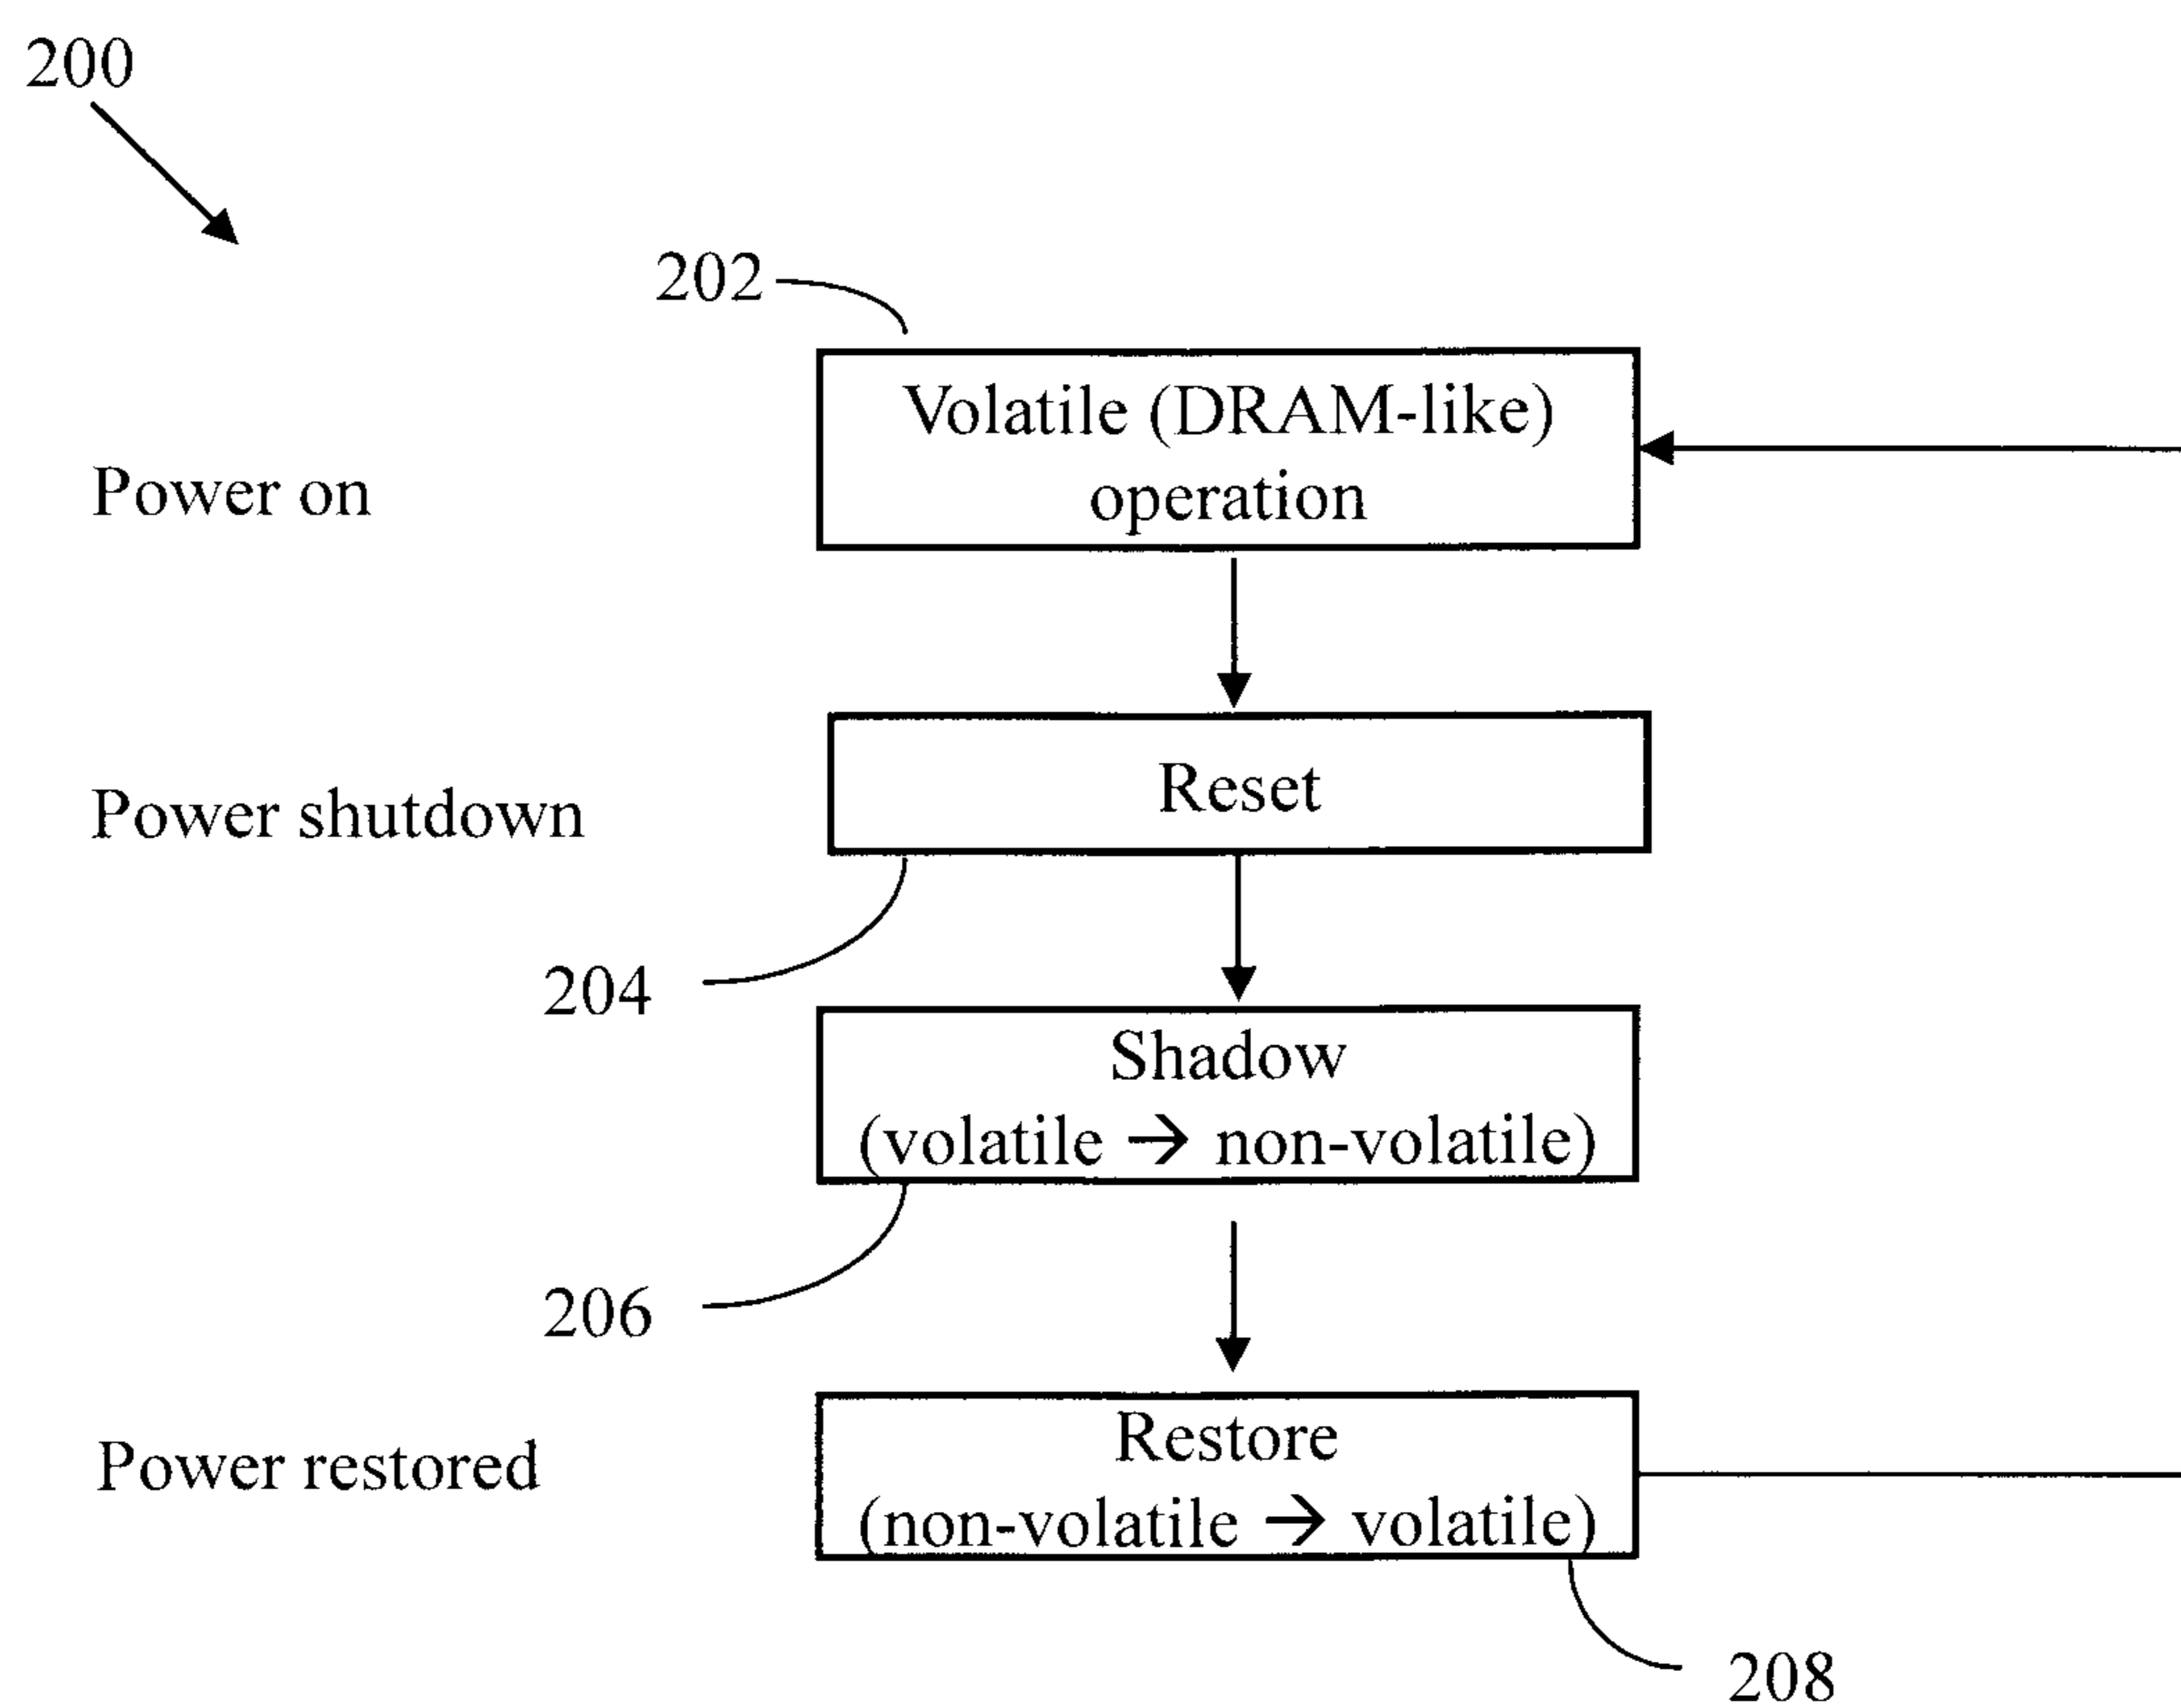 200
202
Volatile (DRAM-like)
operation
Power on
Reset
Power shutdown
204
Shadow
(volatile → non-volatile)
206
Restore
(non-volatile → volatile)
Power restored
208